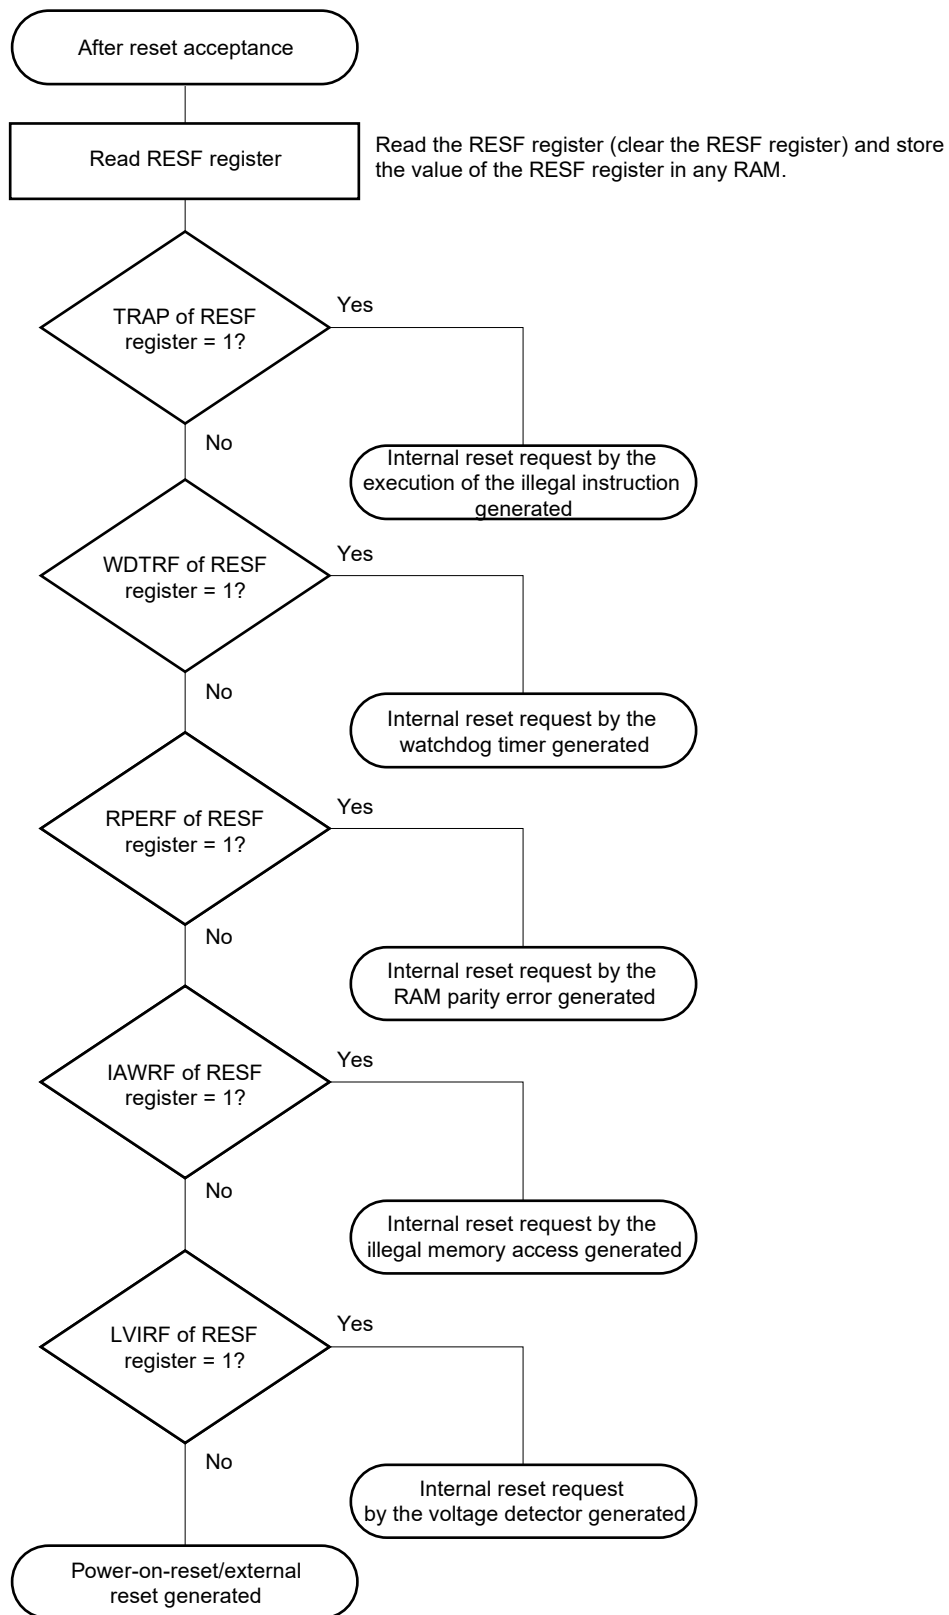 After reset acceptance
Read RESF register
Read the RESF register (clear the RESF register) and store
the value of the RESF register in any RAM.
TRAP of RESF
register = 1?
Yes
No
Internal reset request by the
execution of the illegal instruction
generated
WDTRF of RESF
register = 1?
Yes
No
Internal reset request by the
watchdog timer generated
RPERF of RESF
register = 1?
Yes
No
Internal reset request by the
RAM parity error generated
IAWRF of RESF
register = 1?
Yes
No
Internal reset request by the
illegal memory access generated
LVIRF of RESF
register = 1?
Yes
No
Internal reset request
by the voltage detector generated
Power-on-reset/external
reset generated